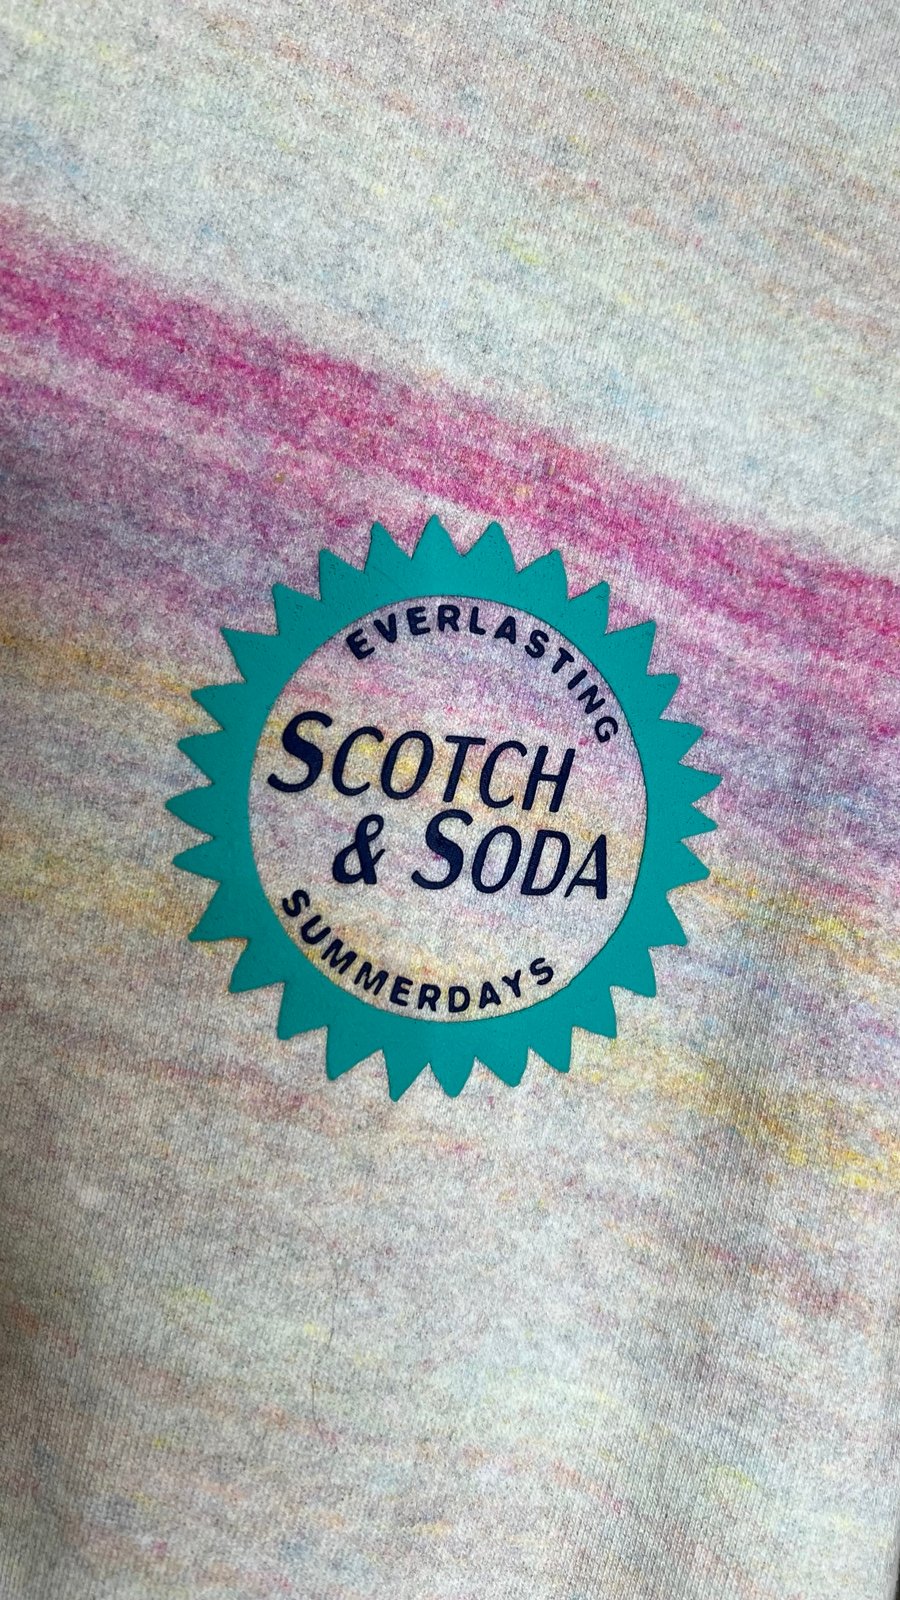 EVERLASTING
SCOTCH
& SODA
SUMMERDAYS